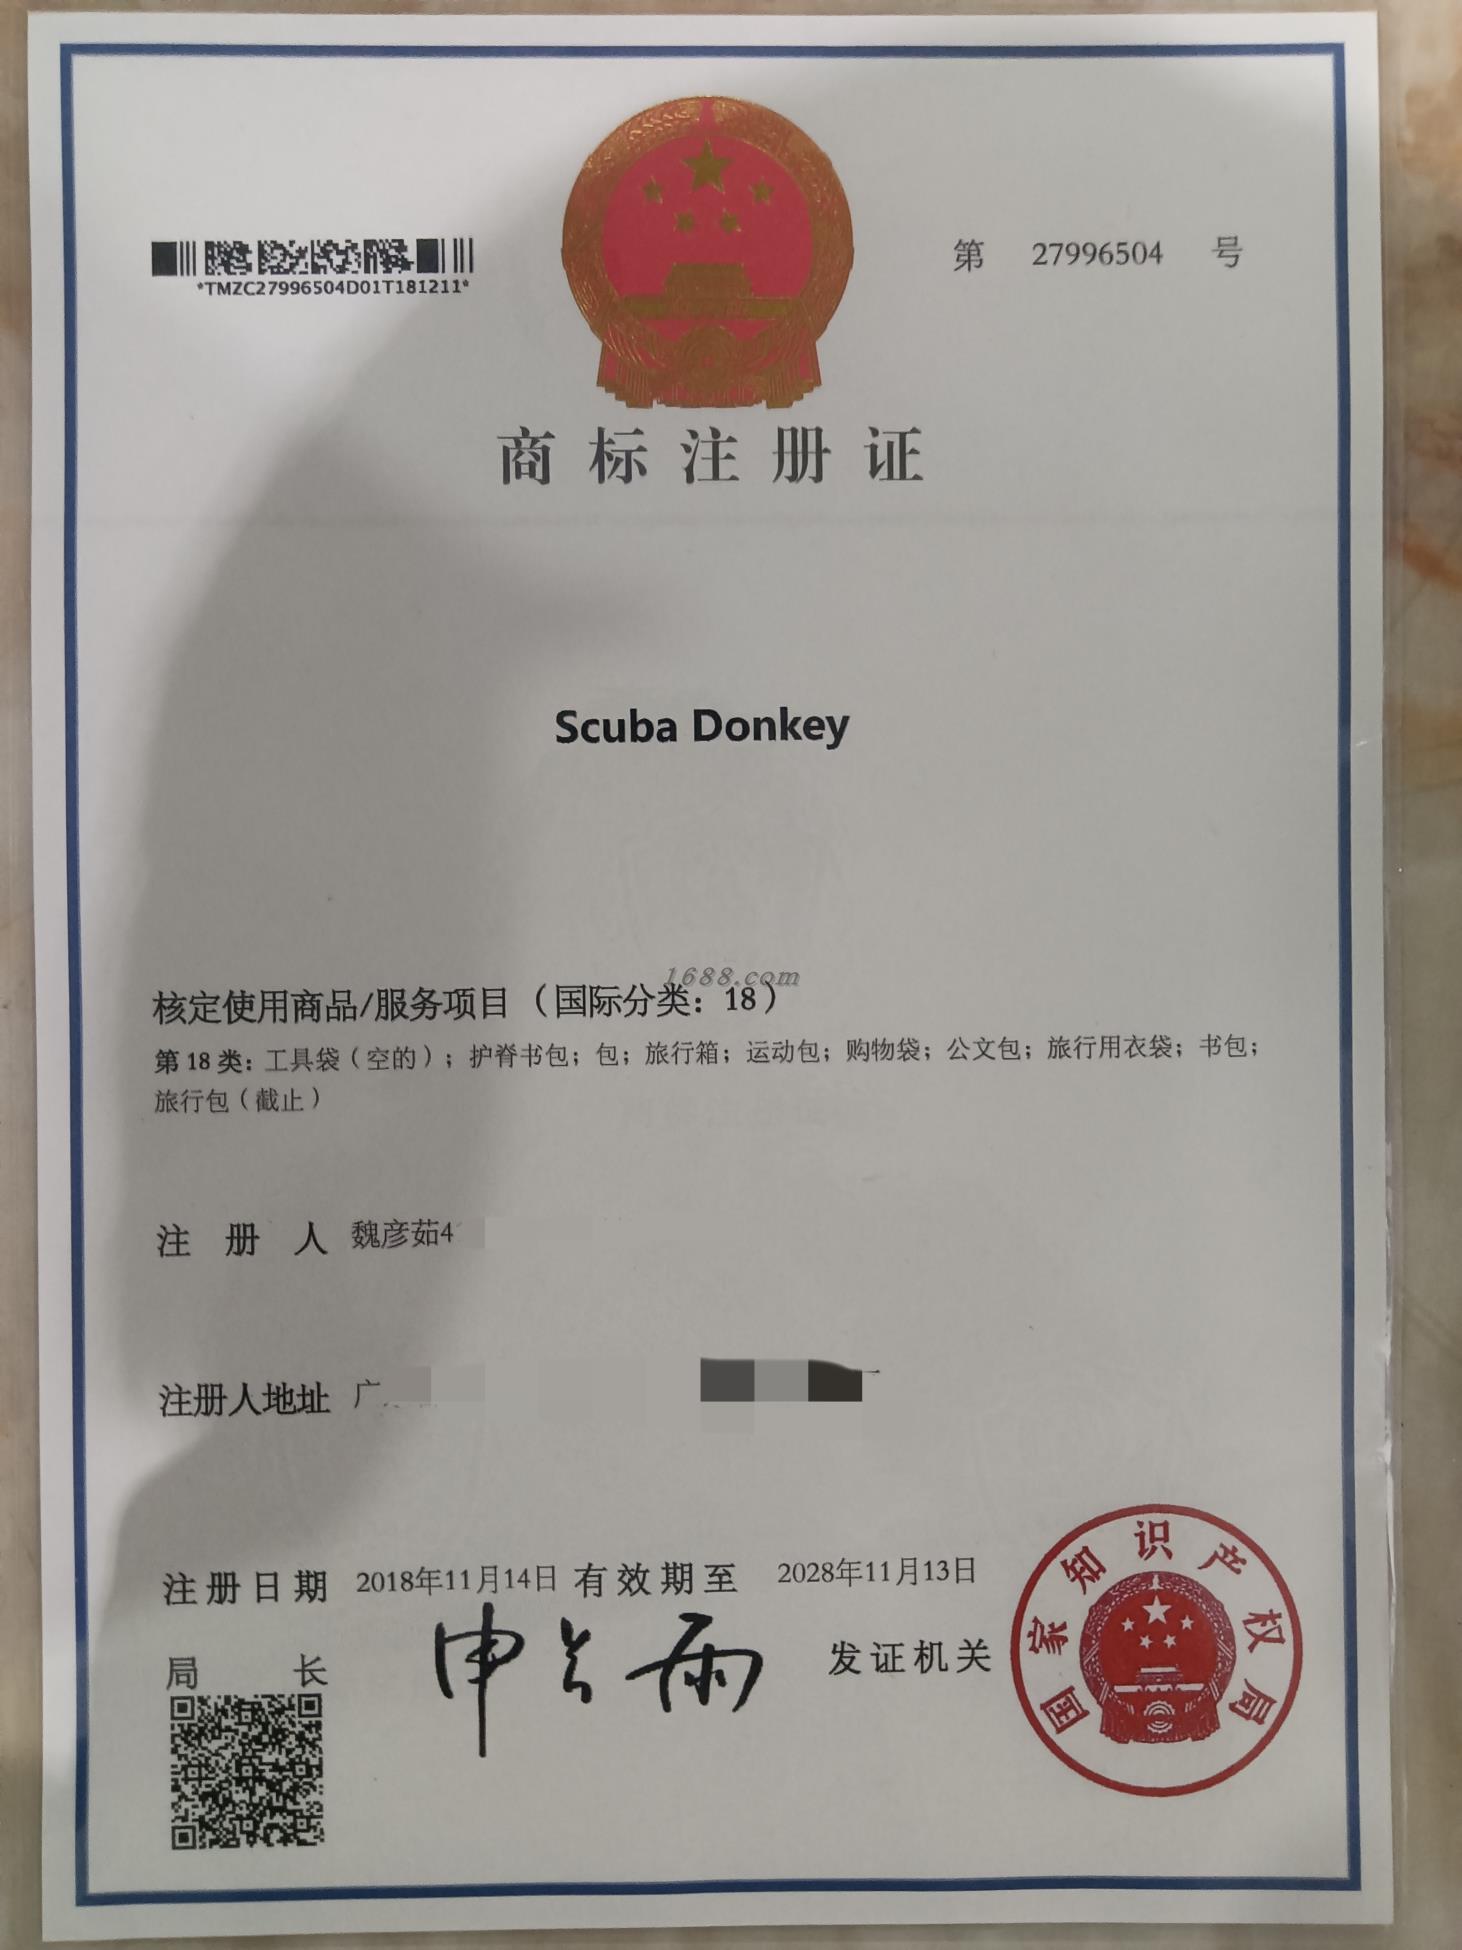 *TMZC27996504D01T181211*
第 27996504 号
商标注册证
Scuba Donkey
1688.com
核定使用商品/服务项目（国际分类：18）
第 18 类：工具袋（空的）；护脊书包；包；旅行箱；运动包；购物袋；公文包；旅行用衣袋；书包；
旅行包（截止）
注册人 魏彦茹4
注册人地址 广
注册日期 2018年11月14日 有效期至 2028年11月13日
局长 申长雨 发证机关
国家知识产权局